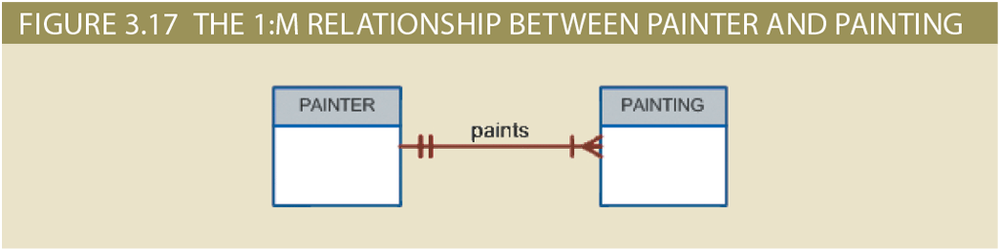 FIGURE 3.17 THE 1:M RELATIONSHIP BETWEEN PAINTER AND PAINTING
PAINTER
paints
PAINTING